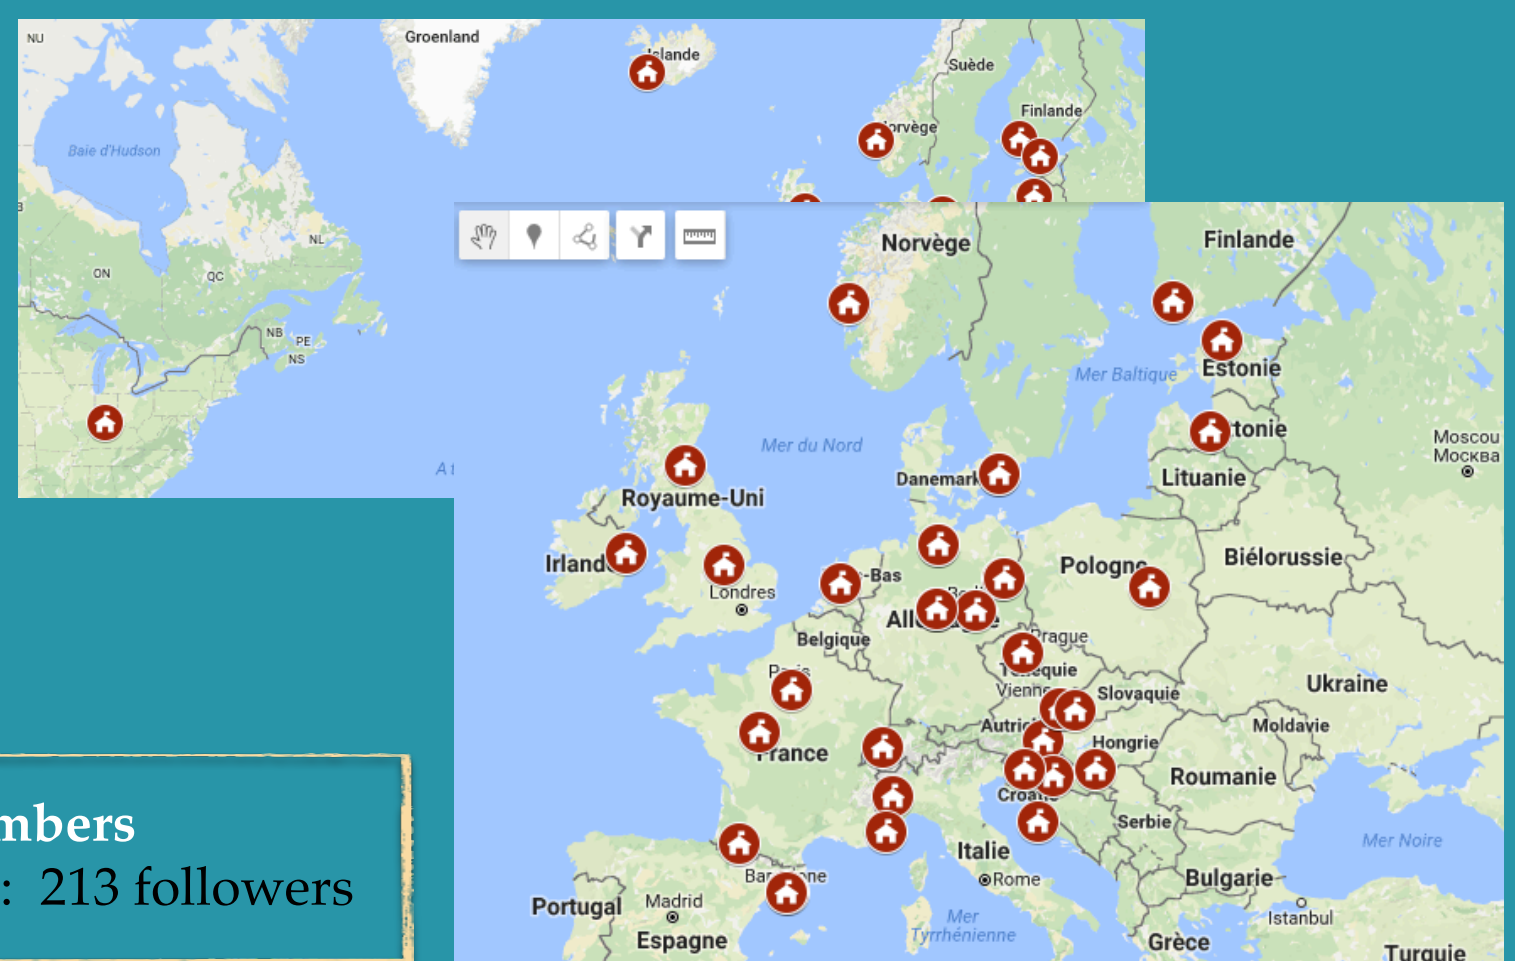 NU
Groenland
Islande
Suède
Finlande
Norvège
Baie d'Hudson
NL
ON
QC
NB
PE
NS
Norvège
Finlande
Mer Baltique
Estonie
Mer du Nord
Moscou
Москва
Danemark
Lituanie
Royaume-Uni
Biélorussie
Pologne
Londres
Belgique
Prague
Ukraine
Vienne
Slovaquie
Moldavie
Hongrie
France
Roumanie
Serbie
Italie
Mer Noire
Rome
Bulgarie
Portugal
Madrid
Istanbul
Mer
Tyrrhénienne
Espagne
Grèce
Turquie
mbers
: 213 followers